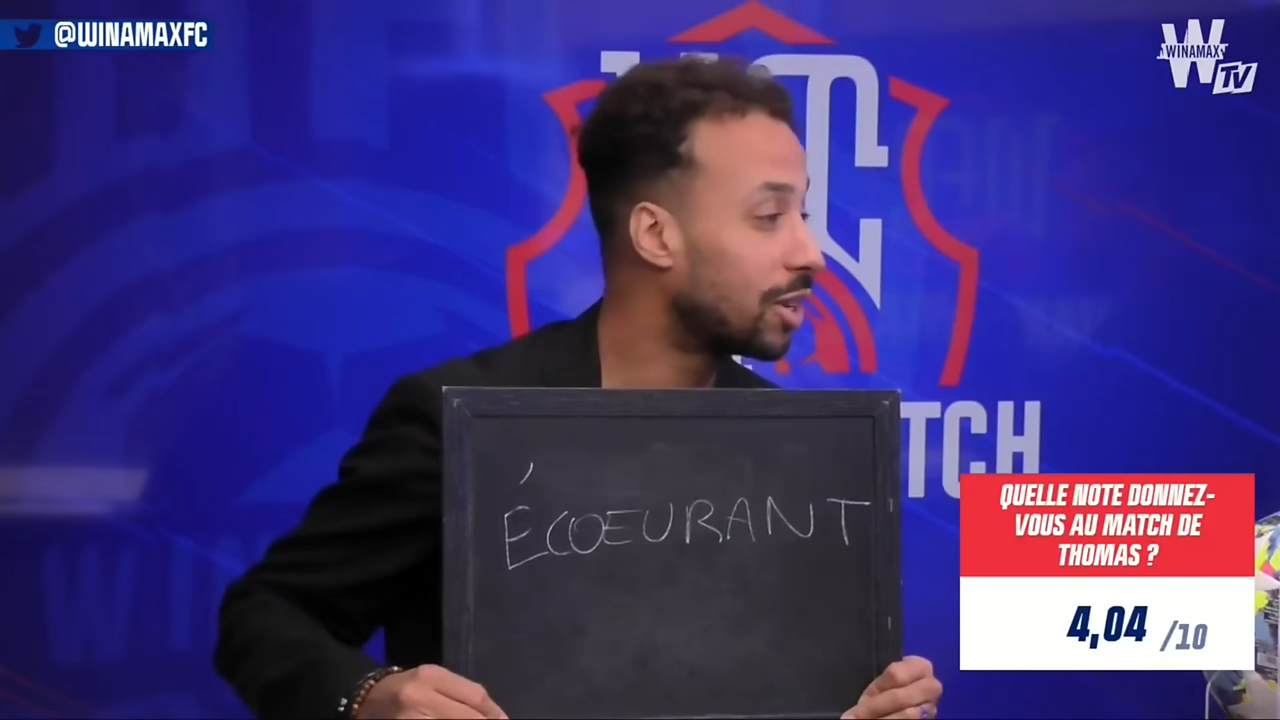 @WINAMAXFC
WINAMAX
TV
TCH
ÉCOEURANT
QUELLE NOTE DONNEZ-
VOUS AU MATCH DE
THOMAS ?
4,04 /10